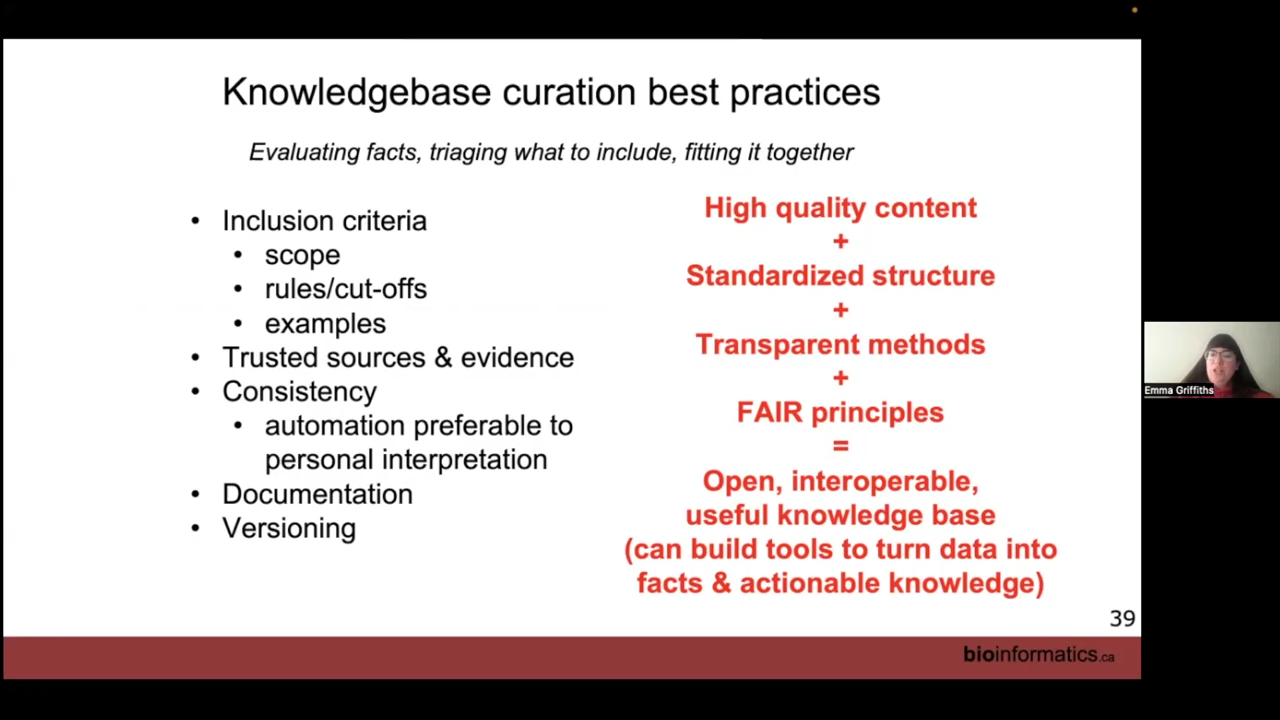 Knowledgebase curation best practices
Evaluating facts, triaging what to include, fitting it together
• Inclusion criteria
• scope
• rules/cut-offs
• examples
• Trusted sources & evidence
• Consistency
• automation preferable to
personal interpretation
• Documentation
• Versioning
High quality content
+
Standardized structure
+
Transparent methods
+
FAIR principles
=
Open, interoperable,
useful knowledge base
(can build tools to turn data into
facts & actionable knowledge)
39
bioinformatics.ca
Emma Griffiths